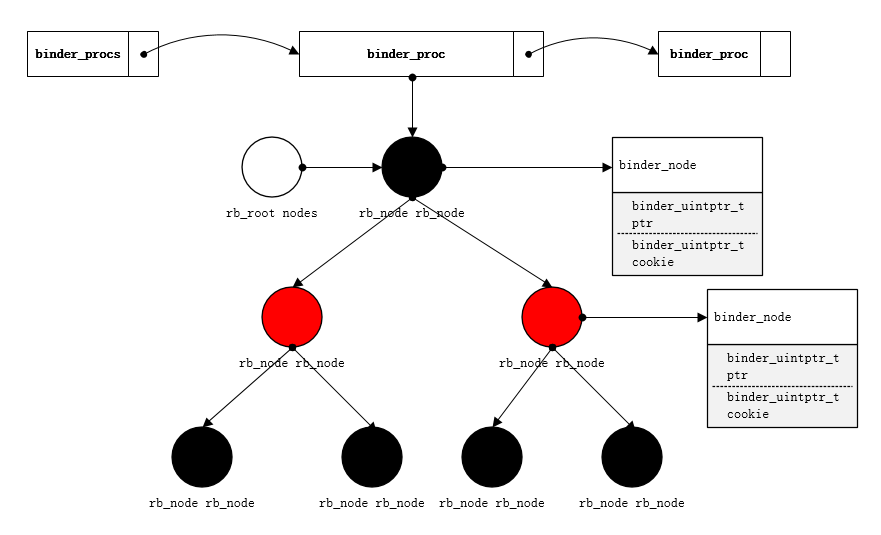 binder_procs
binder_proc
binder_proc
binder_node
binder_uintptr_t
ptr
binder_uintptr_t
cookie
rb_root nodes
rb_node rb_node
binder_node
binder_uintptr_t
ptr
binder_uintptr_t
cookie
rb_node rb_node
rb_node rb_node
rb_node rb_node
rb_node rb_node
rb_node rb_node
rb_node rb_node